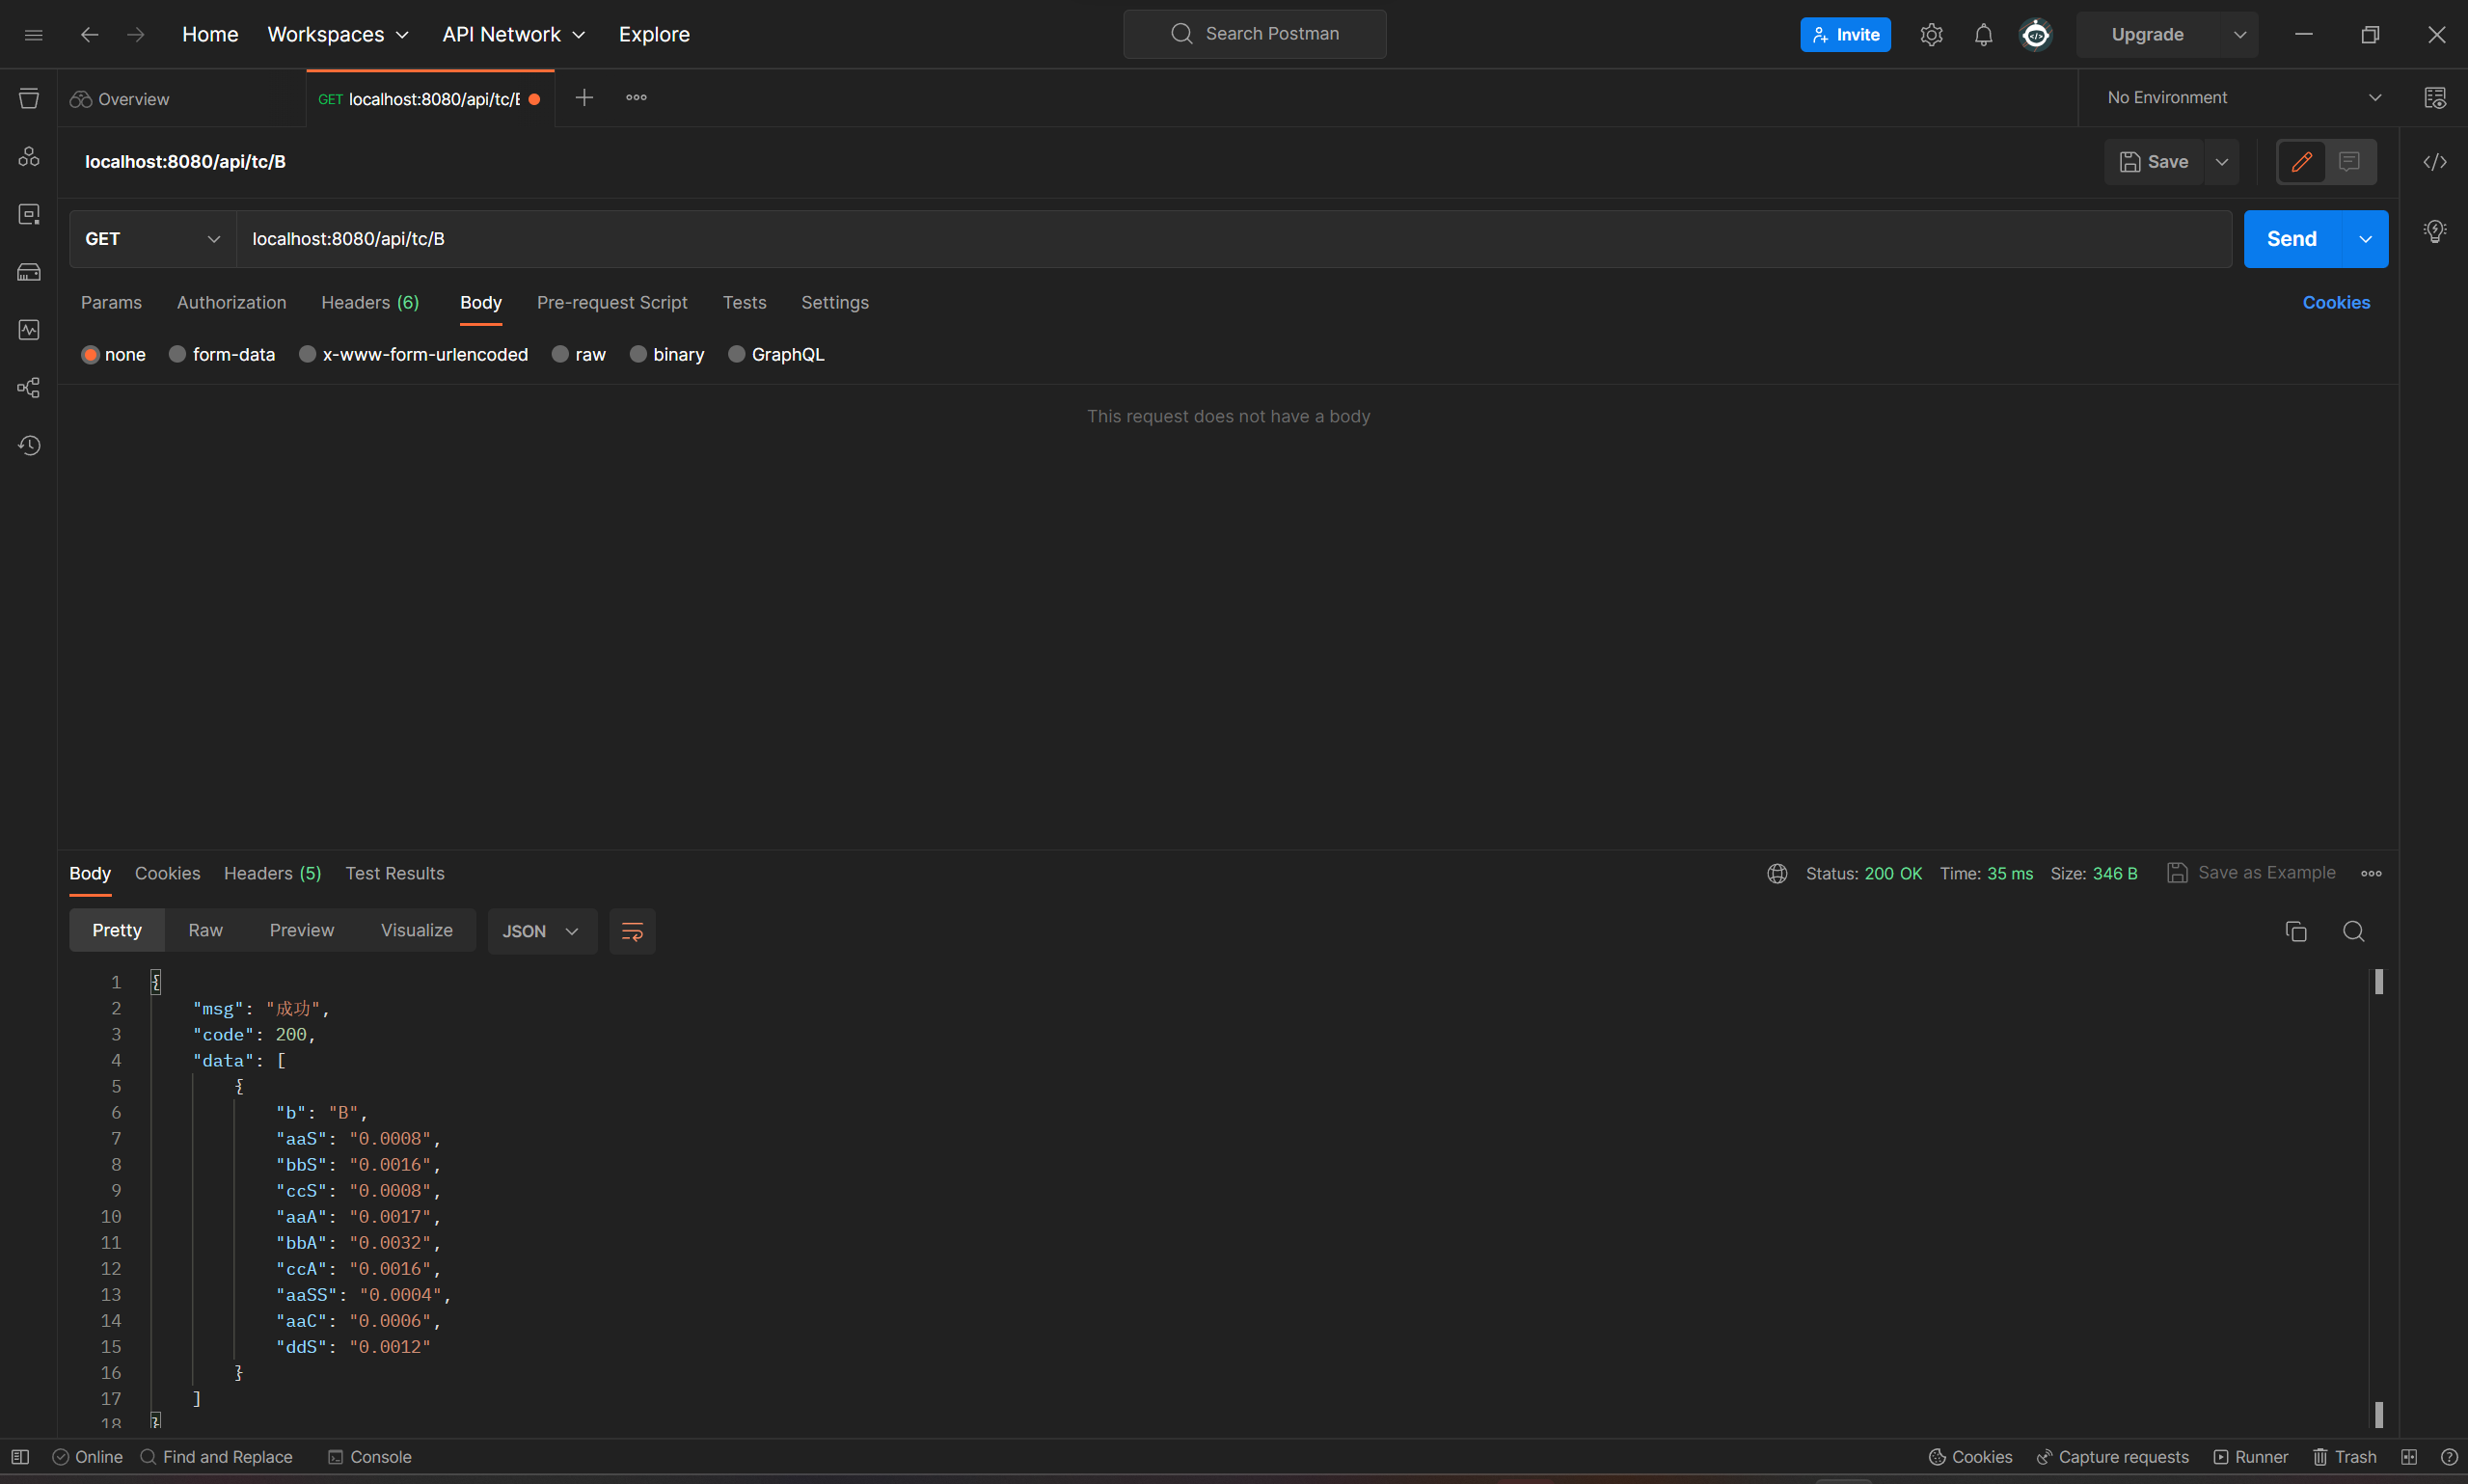 Home Workspaces API Network Explore Search Postman Invite Upgrade
Overview GET localhost:8080/api/tc/E No Environment
localhost:8080/api/tc/B Save
GET localhost:8080/api/tc/B Send
Params Authorization Headers (6) Body Pre-request Script Tests Settings Cookies
none form-data x-www-form-urlencoded raw binary GraphQL
This request does not have a body
Body Cookies Headers (5) Test Results Status: 200 OK Time: 35 ms Size: 346 B Save as Example
Pretty Raw Preview Visualize JSON
1 {
2 "msg": "成功",
3 "code": 200,
4 "data": [
5 {
6 "b": "B",
7 "aaS": "0.0008",
8 "bbS": "0.0016",
9 "ccS": "0.0008",
10 "aaA": "0.0017",
11 "bbA": "0.0032",
12 "ccA": "0.0016",
13 "aaSS": "0.0004",
14 "aaC": "0.0006",
15 "ddS": "0.0012"
16 }
17 ]
18 }
Online Find and Replace Console Cookies Capture requests Runner Trash